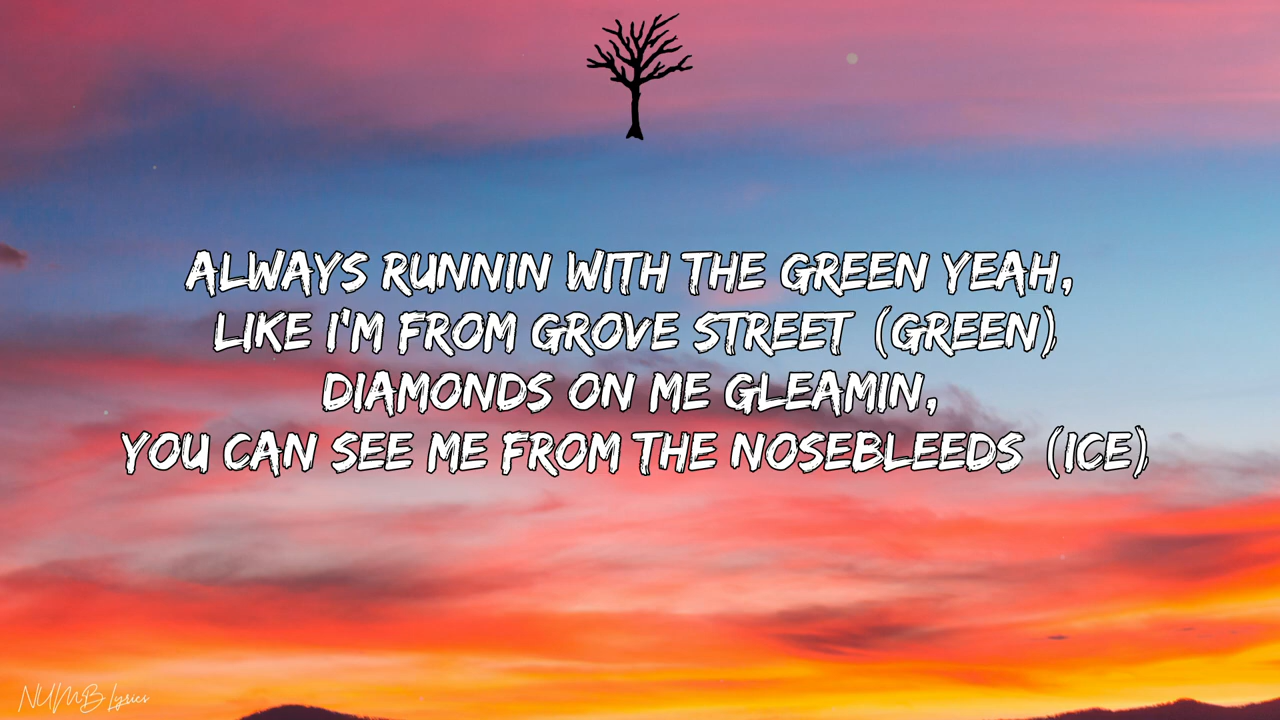 ALWAYS RUNNIN WITH THE GREEN YEAH,
LIKE I'M FROM GROVE STREET (GREEN)
DIAMONDS ON ME GLEAMIN,
YOU CAN SEE ME FROM THE NOSEBLEEDS (ICE)
NUMB Lyrics